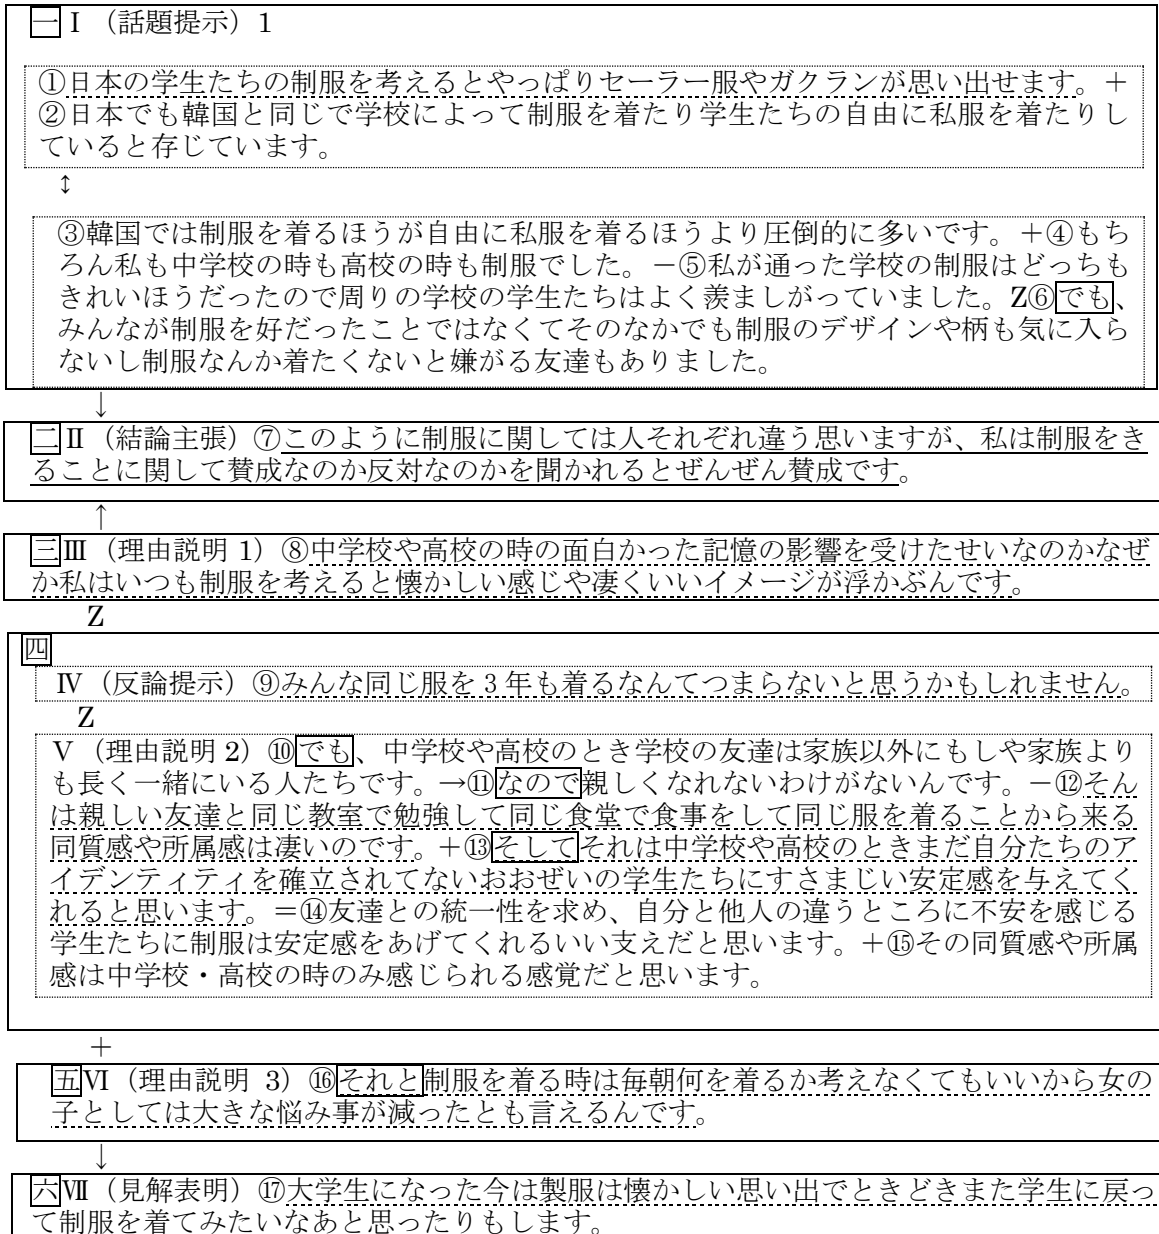 一Ⅰ（話題提示）1
①日本の学生たちの制服を考えるとやっぱりセーラー服やガクランが思い出せます。＋
②日本でも韓国と同じで学校によって制服を着たり学生たちの自由に私服を着たりし
ていると存じています。
↕
③韓国では制服を着るほうが自由に私服を着るほうより圧倒的に多いです。＋④もち
ろん私も中学校の時も高校の時も制服でした。－⑤私が通った学校の制服はどっちも
きれいほうだったので周りの学校の学生たちはよく羨ましがっていました。Z⑥でも、
みんなが制服を好だったことではなくてそのなかでも制服のデザインや柄も気に入ら
ないし制服なんか着たくないと嫌がる友達もありました。
↓
二Ⅱ（結論主張）⑦このように制服に関しては人それぞれ違う思いますが、私は制服をき
ることに関して賛成なのか反対なのかを聞かれるとぜんぜん賛成です。
↑
三Ⅲ（理由説明 1）⑧中学校や高校の時の面白かった記憶の影響を受けたせいなのかなぜ
か私はいつも制服を考えると懐かしい感じや凄くいいイメージが浮かぶんです。
Z
四
Ⅳ（反論提示）⑨みんな同じ服を 3 年も着るなんてつまらないと思うかもしれません。
Z
Ⅴ（理由説明 2）⑩でも、中学校や高校のとき学校の友達は家族以外にもしや家族より
も長く一緒にいる人たちです。→⑪なので親しくなれないわけがないんです。－⑫そん
は親しい友達と同じ教室で勉強して同じ食堂で食事をして同じ服を着ることから来る
同質感や所属感は凄いのです。＋⑬そしてそれは中学校や高校のときまだ自分たちのア
イデンティティを確立されてないおおぜいの学生たちにすさまじい安定感を与えてく
れると思います。＝⑭友達との統一性を求め、自分と他人の違うところに不安を感じる
学生たちに制服は安定感をあげてくれるいい支えだと思います。＋⑮その同質感や所属
感は中学校・高校の時のみ感じられる感覚だと思います。
＋
五Ⅵ（理由説明 3）⑯それと制服を着る時は毎朝何を着るか考えなくてもいいから女の
子としては大きな悩み事が減ったとも言えるんです。
↓
六Ⅶ（見解表明）⑰大学生になった今は製服は懐かしい思い出でときどきまた学生に戻っ
て制服を着てみたいなあと思ったりもします。